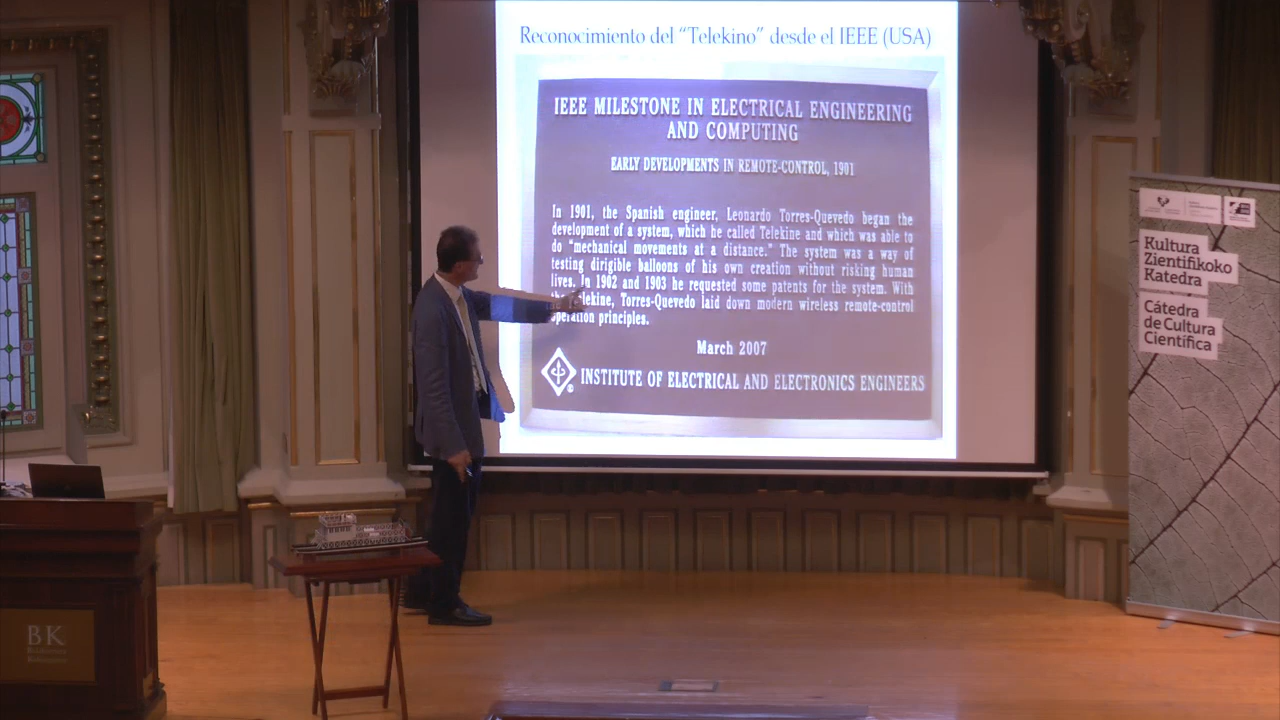 Reconocimiento del “Telekino” desde el IEEE (USA)
IEEE MILESTONE IN ELECTRICAL ENGINEERING
AND COMPUTING
EARLY DEVELOPMENTS IN REMOTE-CONTROL, 1901
In 1901, the Spanish engineer, Leonardo Torres-Quevedo began the
development of a system, which he called Telekine and which was able to
do “mechanical movements at a distance.” The system was a way of
testing dirigible balloons of his own creation without risking human
lives. In 1902 and 1903 he requested some patents for the system. With
the Telekine, Torres-Quevedo laid down modern wireless remote-control
operation principles.
March 2007
INSTITUTE OF ELECTRICAL AND ELECTRONICS ENGINEERS
Kultura
Zientifikoko
Katedra
Cátedra
de Cultura
Científica
BK